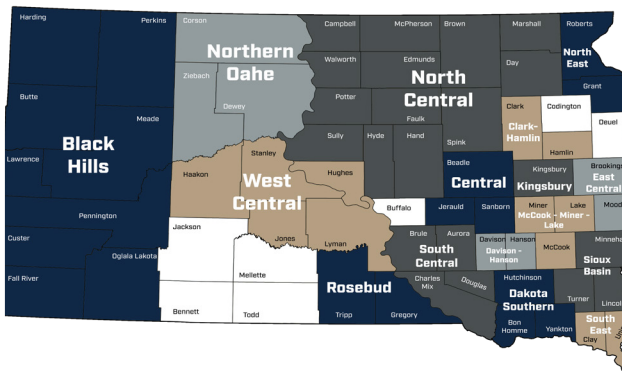 Harding
Perkins
Corson
Campbell
McPherson
Brown
Marshall
Roberts
Northern
Oahe
North
East
Walworth
Edmunds
Day
Ziebach
Dewey
North
Central
Potter
Faulk
Grant
Butte
Meade
Clark
Codington
Deuel
Clark-
Hamlin
Hamlin
Black
Hills
Sully
Hyde
Hand
Spink
Lawrence
Stanley
Beadle
Kingsbury
Brookings
Haakon
Hughes
West
Central
Central
Kingsbury
East
Central
Pennington
Buffalo
Jerauld
Sanborn
Miner
Lake
Mood
McCook - Miner -
Lake
Jackson
Jones
Lyman
Brule
Aurora
South
Central
Davison
Hanson
Davison -
Hanson
McCook
Minneha
Sioux
Basin
Custer
Oglala Lakota
Mellette
Fall River
Rosebud
Charles
Mix
Douglas
Hutchinson
Dakota
Southern
Turner
Lincol
Bennett
Todd
Tripp
Gregory
Bon
Homme
Yankton
South
East
Clay